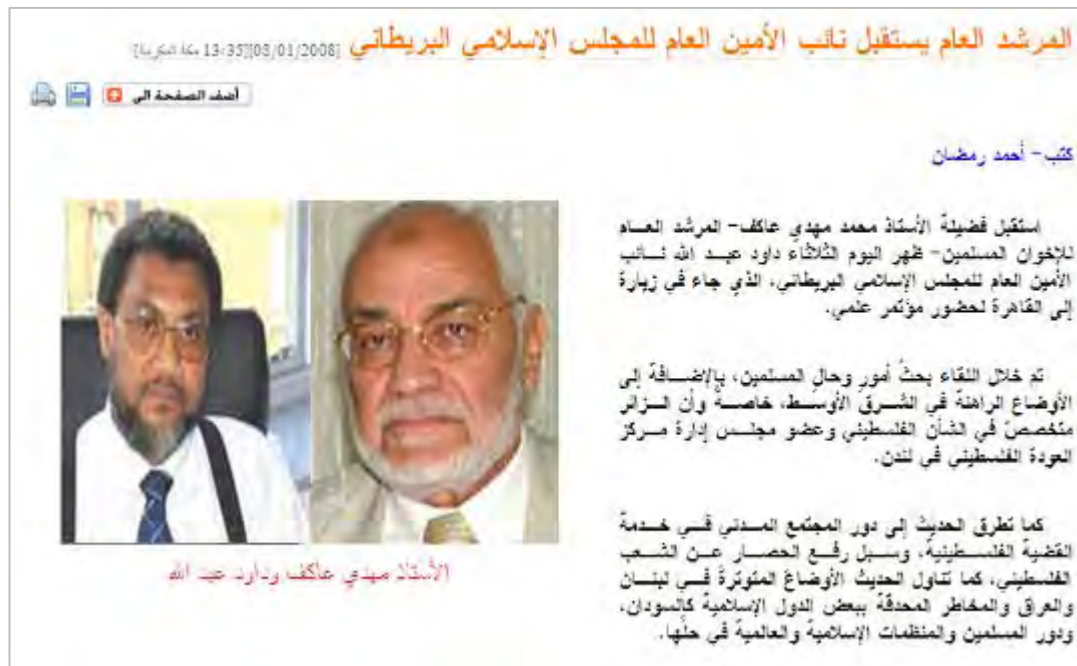 المرشد العام يستقبل نائب الأمين العام للمجلس الإسلامي البريطاني [08/01/2008][13:35 مكة المكرمة]
أضف الصفحة الى
كتب- أحمد رمضان
استقبل فضيلة الأستاذ محمد مهدي عاكف- المرشد العام
للإخوان المسلمين- ظهر اليوم الثلاثاء داود عبد الله نائب
الأمين العام للمجلس الإسلامي البريطاني، الذي جاء في زيارة
إلى القاهرة لحضور مؤتمر علمي.
تم خلال اللقاء بحثُ أمورِ وحالِ المسلمين، بالإضافة إلى
الأوضاع الراهنة في الشرق الأوسط، خاصةً وأن الزائر
متخصصٌ في الشأن الفلسطيني وعضو مجلس إدارة مركز
العودة الفلسطيني في لندن.
كما تطرق الحديث إلى دور المجتمع المدني في خدمة
القضية الفلسطينية، وسبل رفع الحصار عن الشعب
الفلسطيني، كما تناول الحديث الأوضاعَ المتوترةَ في لبنان
والعراق والمخاطر المحدقة ببعض الدول الإسلامية كالسودان،
ودور المسلمين والمنظمات الإسلامية والعالمية في حلِّها.
الأستاذ مهدي عاكف وداود عبد الله